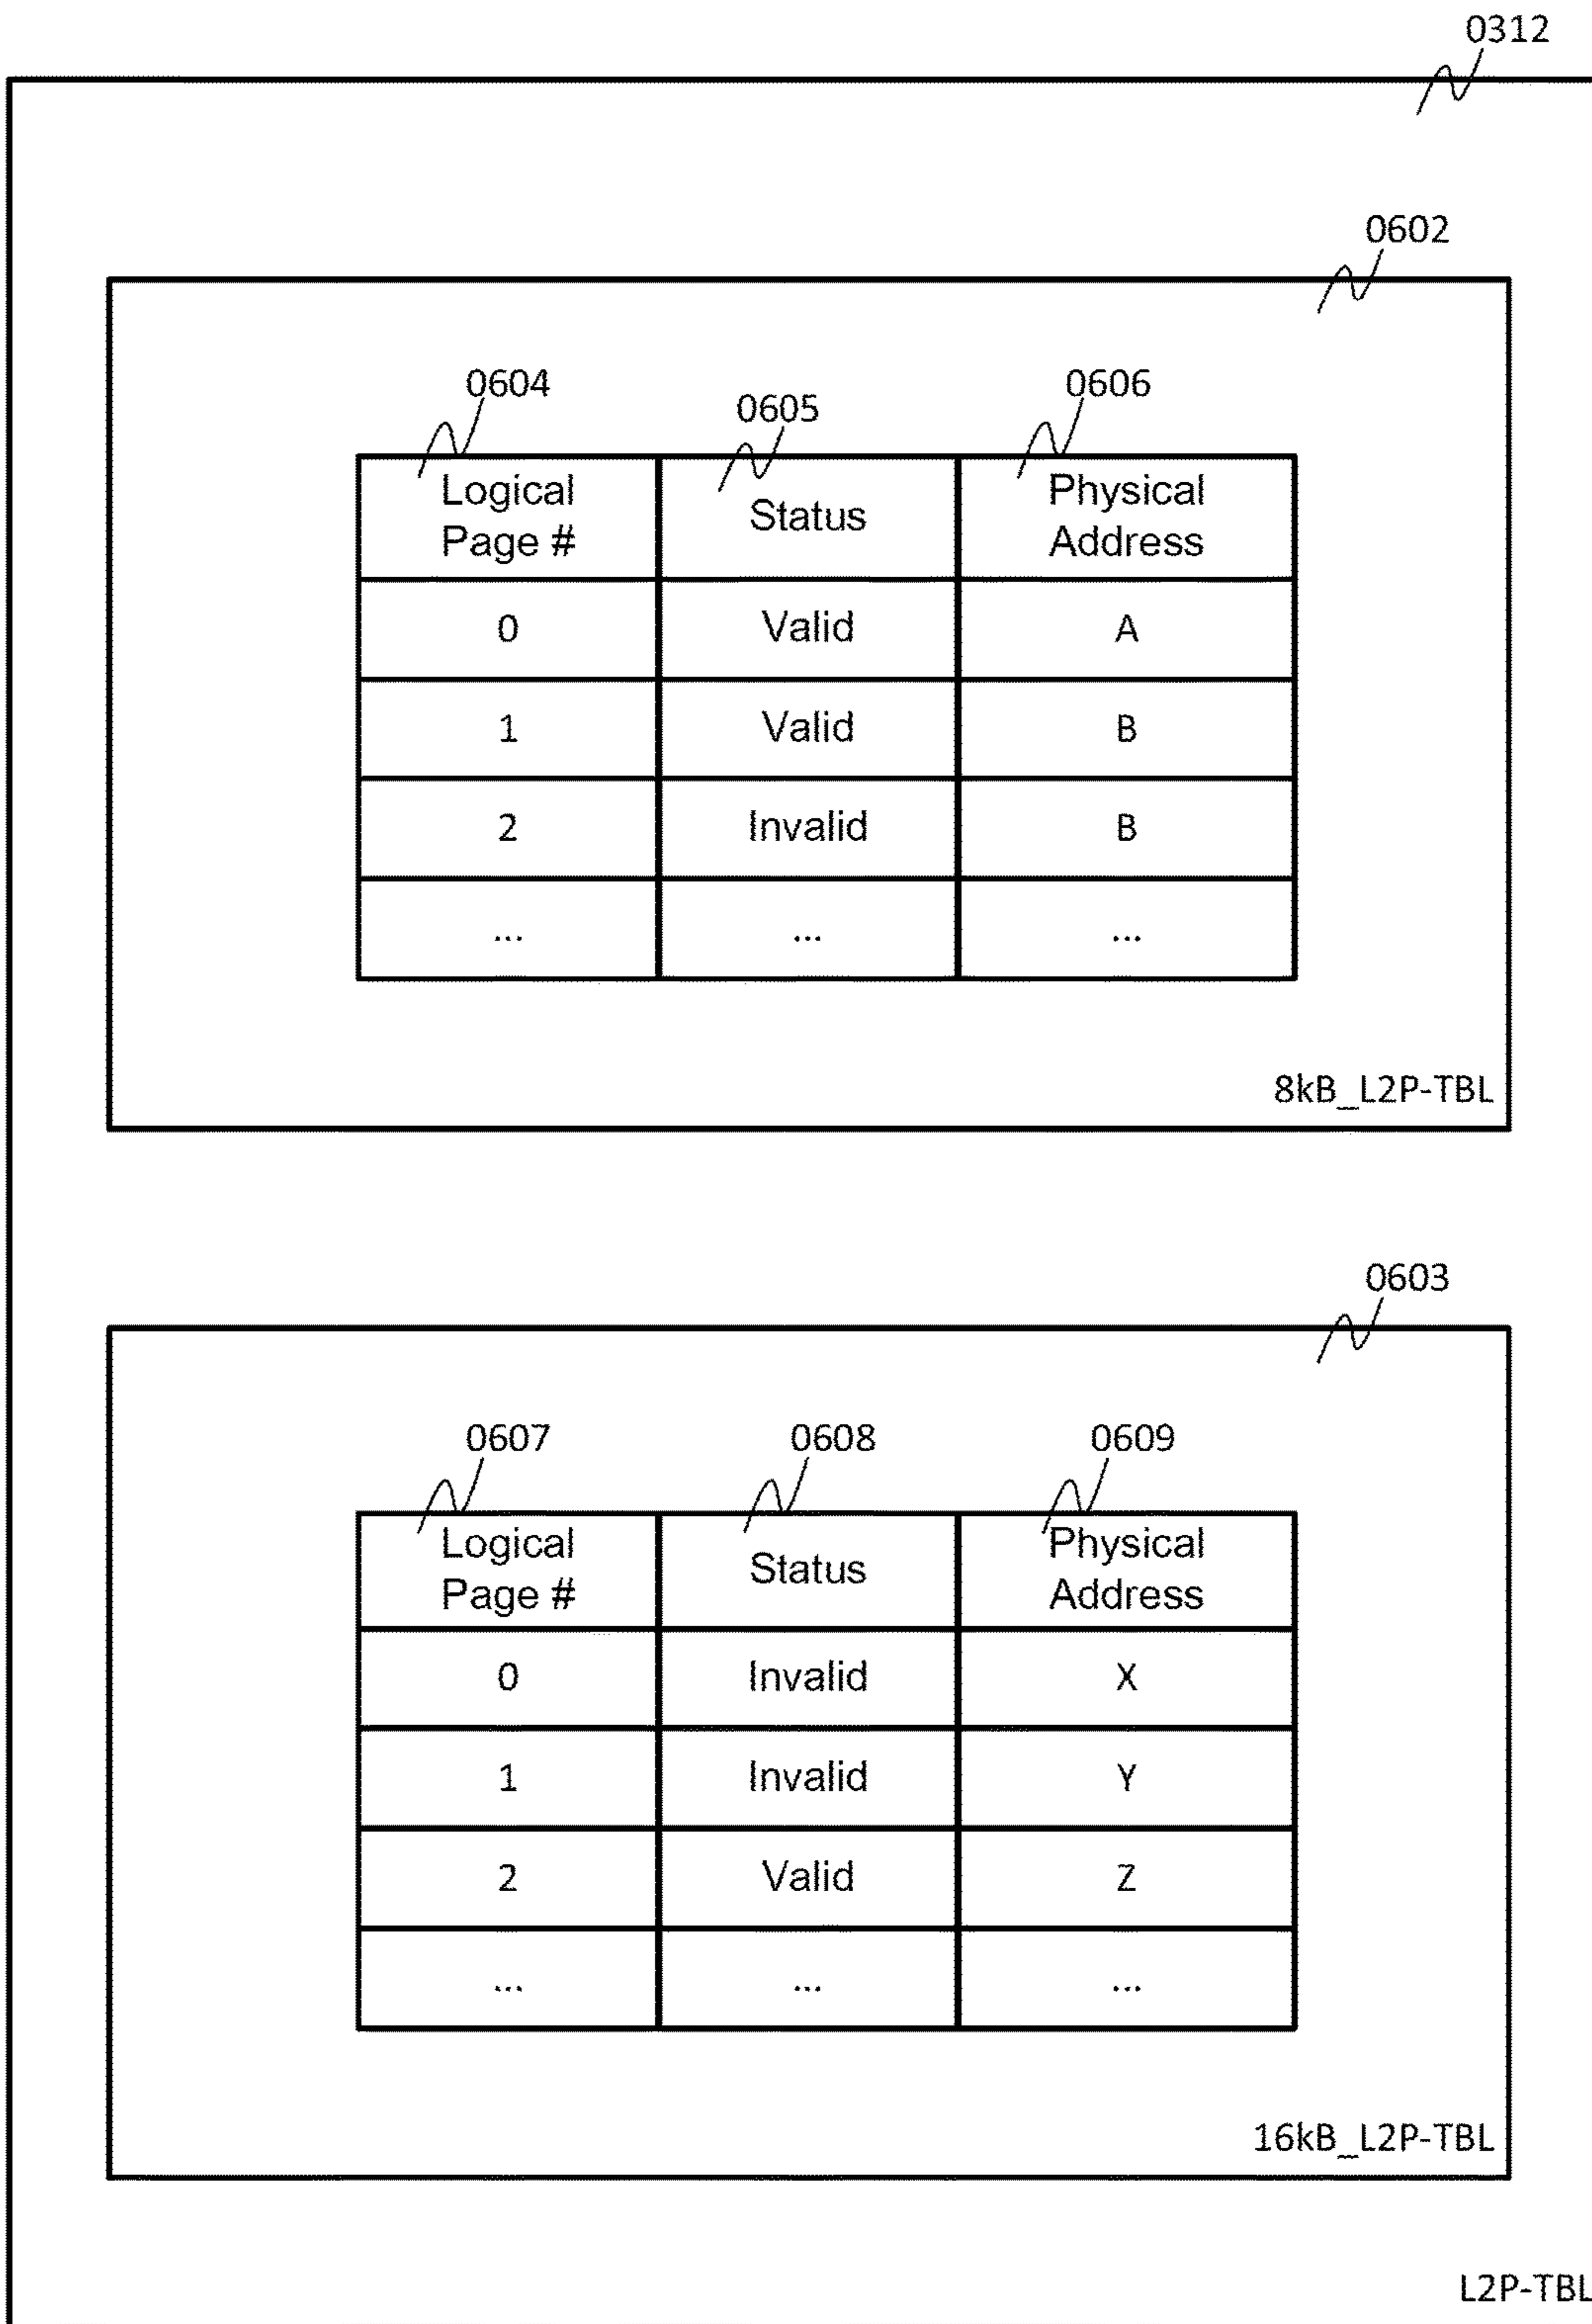 0312
0602
0604
0605
0606
Logical
Page #
Status
Physical
Address
0 Valid A
1 Valid B
2 Invalid B
... ... ...
8kB_L2P-TBL
0603
0607
0608
0609
Logical
Page #
Status
Physical
Address
0 Invalid X
1 Invalid Y
2 Valid Z
... ... ...
16kB_L2P-TBL
L2P-TBL